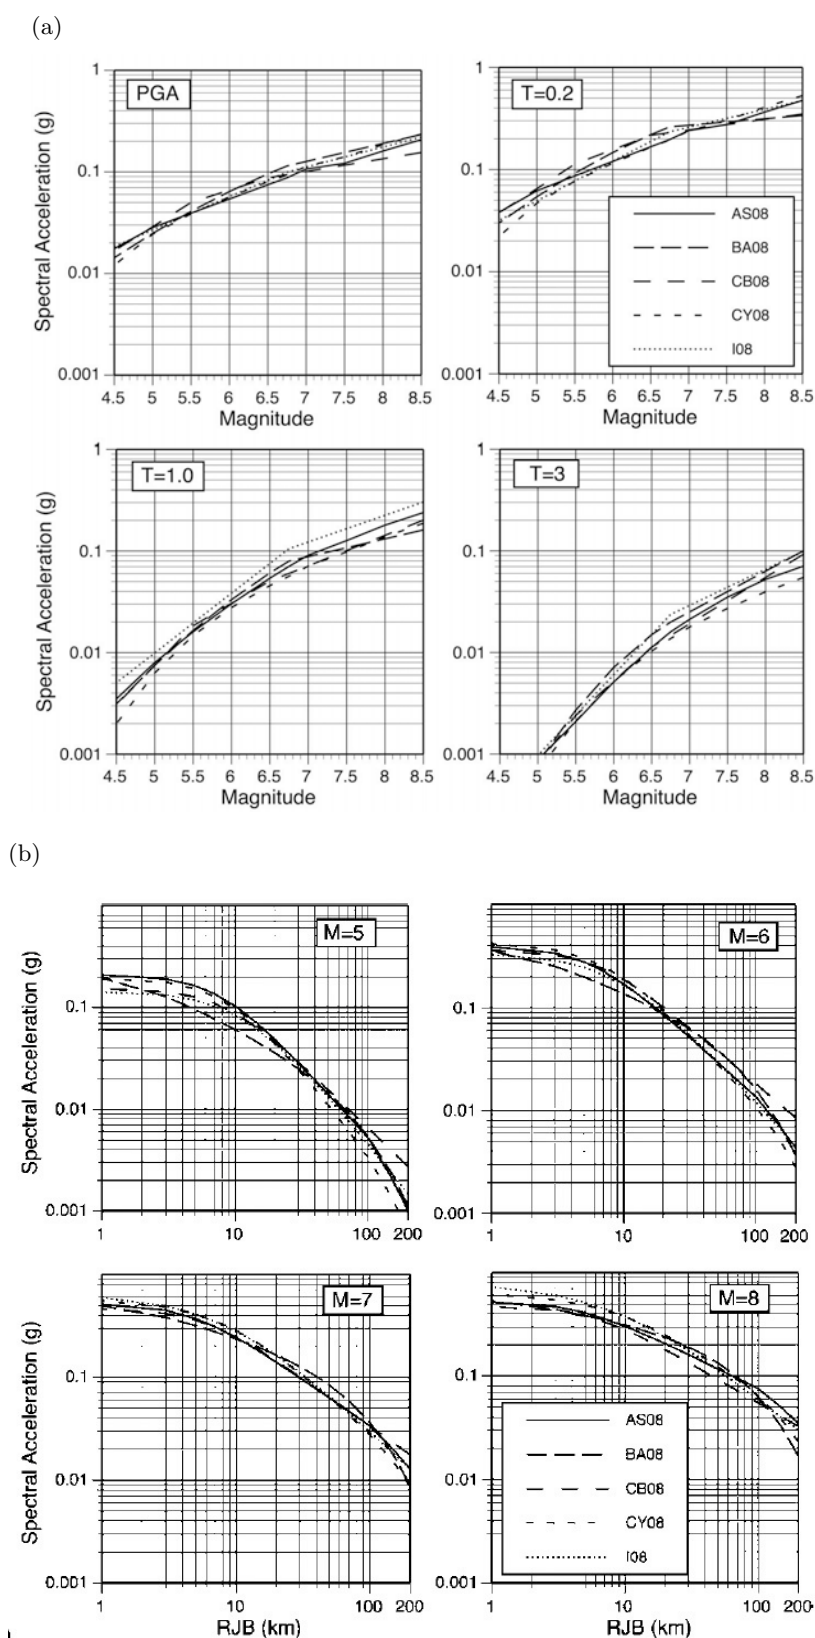 (a)
1
0.1
0.01
0.001
Spectral Acceleration (g)
PGA
4.5 5 5.5 6 6.5 7 7.5 8 8.5
Magnitude
1
0.1
0.01
0.001
T=0.2
AS08
BA08
CB08
CY08
I08
4.5 5 5.5 6 6.5 7 7.5 8 8.5
Magnitude
1
0.1
0.01
0.001
Spectral Acceleration (g)
T=1.0
4.5 5 5.5 6 6.5 7 7.5 8 8.5
Magnitude
1
0.1
0.01
0.001
T=3
4.5 5 5.5 6 6.5 7 7.5 8 8.5
Magnitude
(b)
0.1
0.01
0.001
Spectral Acceleration (g)
M=5
1 10 100 200
0.1
0.01
0.001
M=6
1 10 100 200
0.1
0.01
0.001
Spectral Acceleration (g)
M=7
1 10 100 200
RJB (km)
0.1
0.01
0.001
M=8
AS08
BA08
CB08
CY08
I08
1 10 100 200
RJB (km)